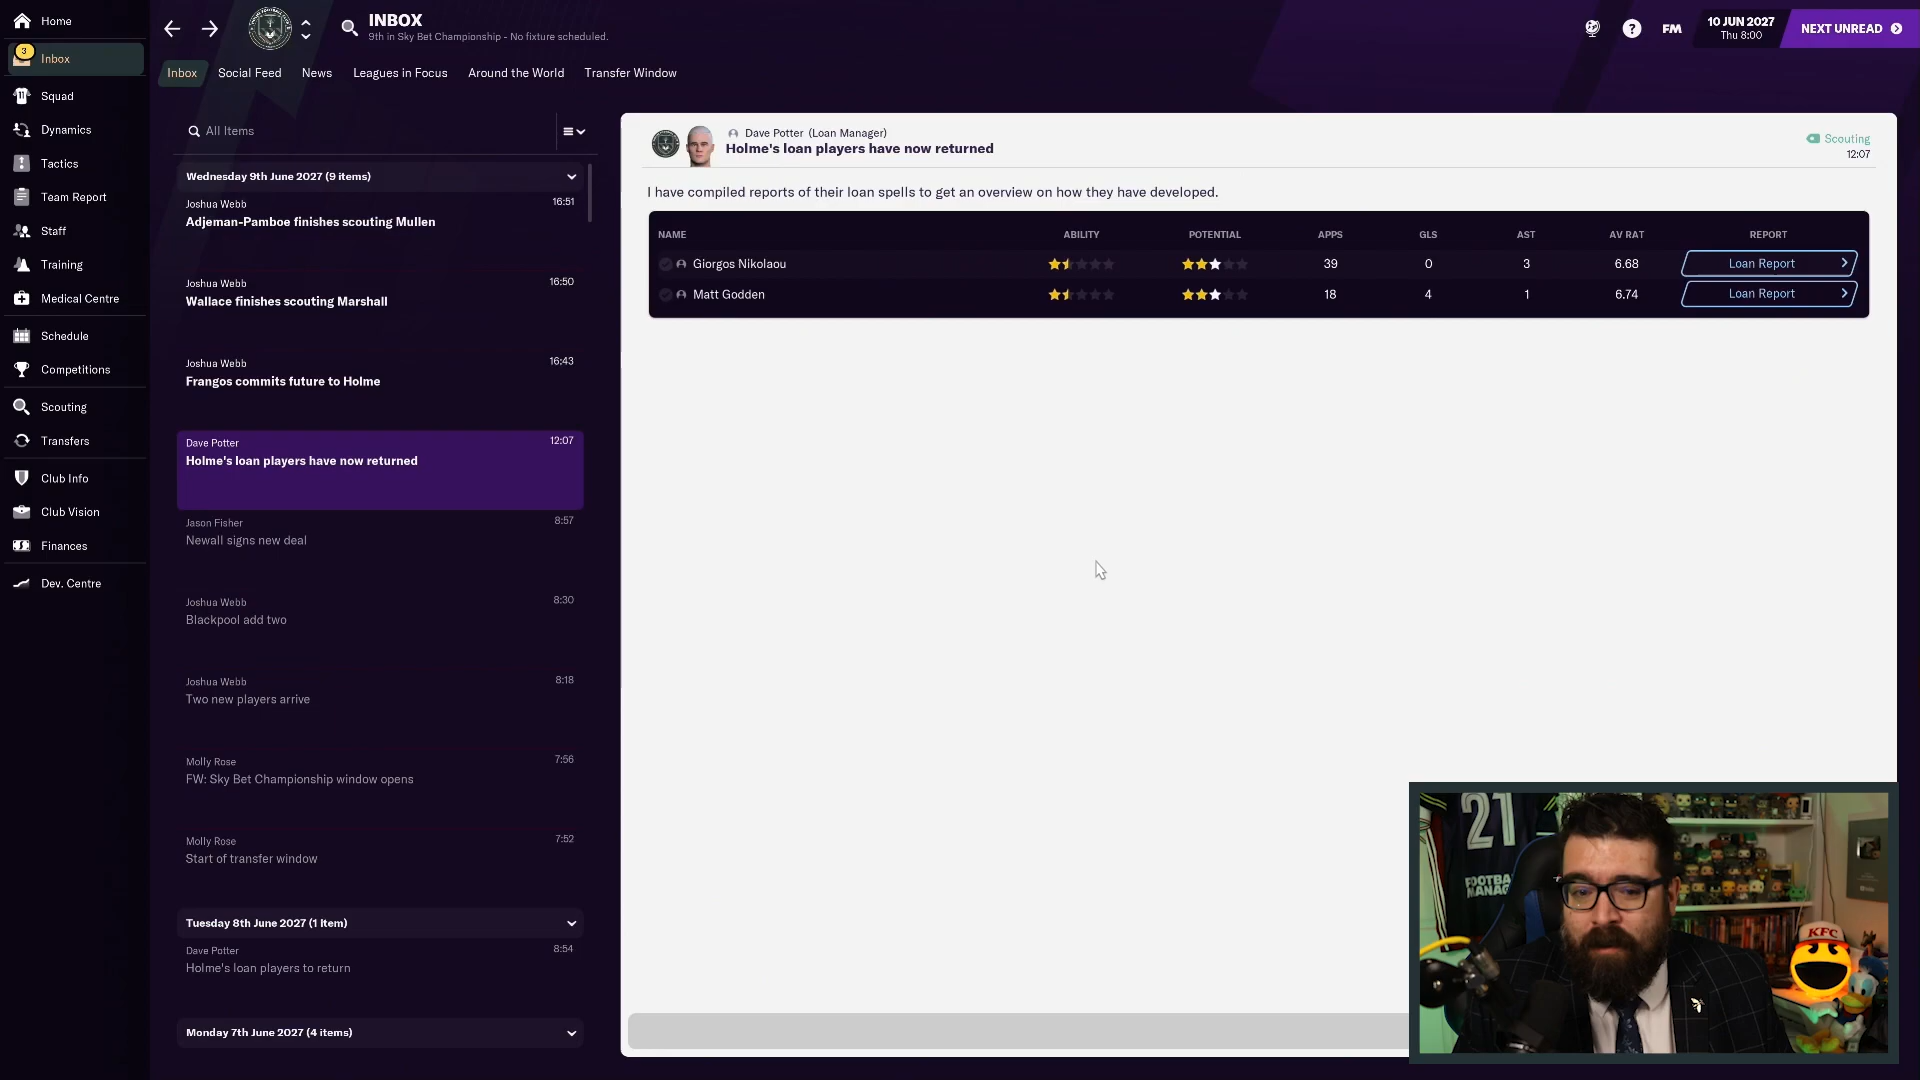 Home
3
Inbox
Squad
Dynamics
Tactics
Team Report
Staff
Training
Medical Centre
Schedule
Competitions
Scouting
Transfers
Club Info
Club Vision
Finances
Dev. Centre
INBOX
9th in Sky Bet Championship - No fixture scheduled.
FM
10 JUN 2027
Thu 8:00
NEXT UNREAD
Inbox
Social Feed
News
Leagues in Focus
Around the World
Transfer Window
All Items
Wednesday 9th June 2027 (9 items)
Joshua Webb 16:51
Adjeman-Pamboe finishes scouting Mullen
Joshua Webb 16:50
Wallace finishes scouting Marshall
Joshua Webb 16:43
Frangos commits future to Holme
Dave Potter 12:07
Holme's loan players have now returned
Jason Fisher 8:57
Newall signs new deal
Joshua Webb 8:30
Blackpool add two
Joshua Webb 8:18
Two new players arrive
Molly Rose 7:56
FW: Sky Bet Championship window opens
Molly Rose 7:52
Start of transfer window
Tuesday 8th June 2027 (1 item)
Dave Potter 8:54
Holme's loan players to return
Monday 7th June 2027 (4 items)
Dave Potter (Loan Manager)
Holme's loan players have now returned
Scouting
12:07
I have compiled reports of their loan spells to get an overview on how they have developed.
NAME ABILITY POTENTIAL APPS GLS AST AV RAT REPORT
Giorgos Nikolaou 39 0 3 6.68 Loan Report
Matt Godden 18 4 1 6.74 Loan Report
21
FOOTBA
MANAG
KFC